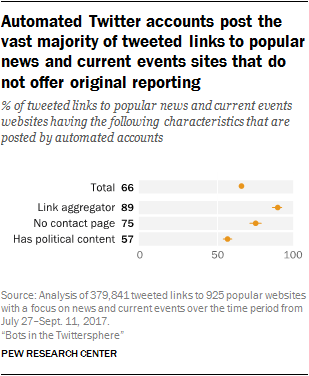 Automated Twitter accounts post the
vast majority of tweeted links to popular
news and current events sites that do
not offer original reporting
% of tweeted links to popular news and current events
websites having the following characteristics that are
posted by automated accounts
Total 66
Link aggregator 89
No contact page 75
Has political content 57
0 50 100
Source: Analysis of 379,841 tweeted links to 925 popular websites
with a focus on news and current events over the time period from
July 27–Sept. 11, 2017.
“Bots in the Twittersphere”
PEW RESEARCH CENTER